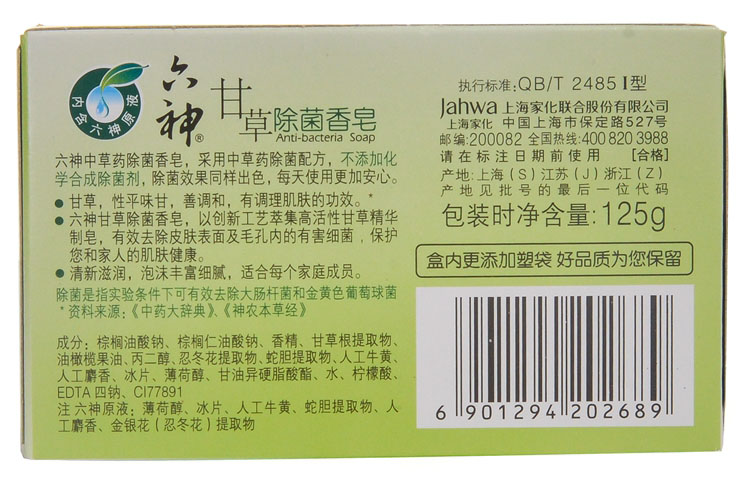 内含六神原液
六神®
甘草除菌香皂
Anti-bacteria Soap
六神中草药除菌香皂，采用中草药除菌配方，不添加化
学合成除菌剂，除菌效果同样出色，每天使用更加安心。
● 甘草，性平味甘，善调和，有调理肌肤的功效。*
● 六神甘草除菌香皂，以创新工艺萃集高活性甘草精华
制皂，有效去除皮肤表面及毛孔内的有害细菌，保护
您和家人的肌肤健康。
● 清新滋润，泡沫丰富细腻，适合每个家庭成员。
除菌是指实验条件下可有效去除大肠杆菌和金黄色葡萄球菌
*资料来源：《中药大辞典》、《神农本草经》
成分：棕榈油酸钠、棕榈仁油酸钠、香精、甘草根提取物、
油橄榄果油、丙二醇、忍冬花提取物、蛇胆提取物、人工牛黄、
人工麝香、冰片、薄荷醇、甘油异硬脂酸酯、水、柠檬酸、
EDTA 四钠、CI77891
注 六神原液：薄荷醇、冰片、人工牛黄、蛇胆提取物、人
工麝香、金银花（忍冬花）提取物
执行标准：QB/T 2485 I型
Jahwa 上海家化联合股份有限公司
上海家化 中国上海市保定路527号
邮编：200082 全国热线：400 820 3988
请在标注日期前使用 [合格]
产地：上海（S）江苏（J）浙江（Z）
产地见批号的最后一位代码
包装时净含量：125g
盒内更添加塑袋 好品质为您保留
6 901294 202689